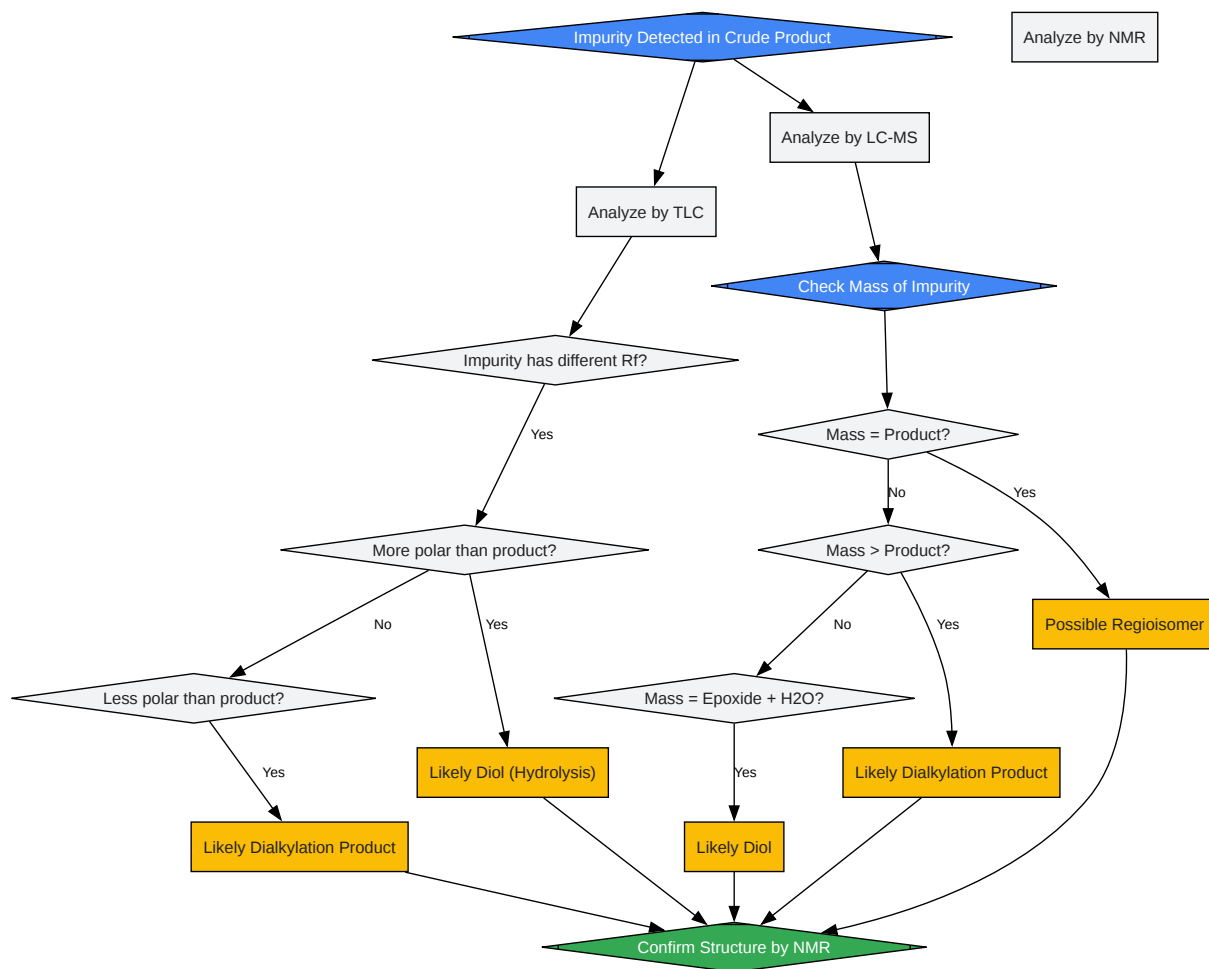 Impurity Detected in Crude Product
Analyze by NMR
Analyze by LC-MS
Analyze by TLC
Check Mass of Impurity
Impurity has different Rf?
Yes
Mass = Product?
No
Yes
More polar than product?
Mass > Product?
No
Yes
No
Yes
Possible Regioisomer
Less polar than product?
Mass = Epoxide + H2O?
Yes
Likely Diol (Hydrolysis)
Yes
Likely Dialkylation Product
Likely Dialkylation Product
Likely Diol
Confirm Structure by NMR